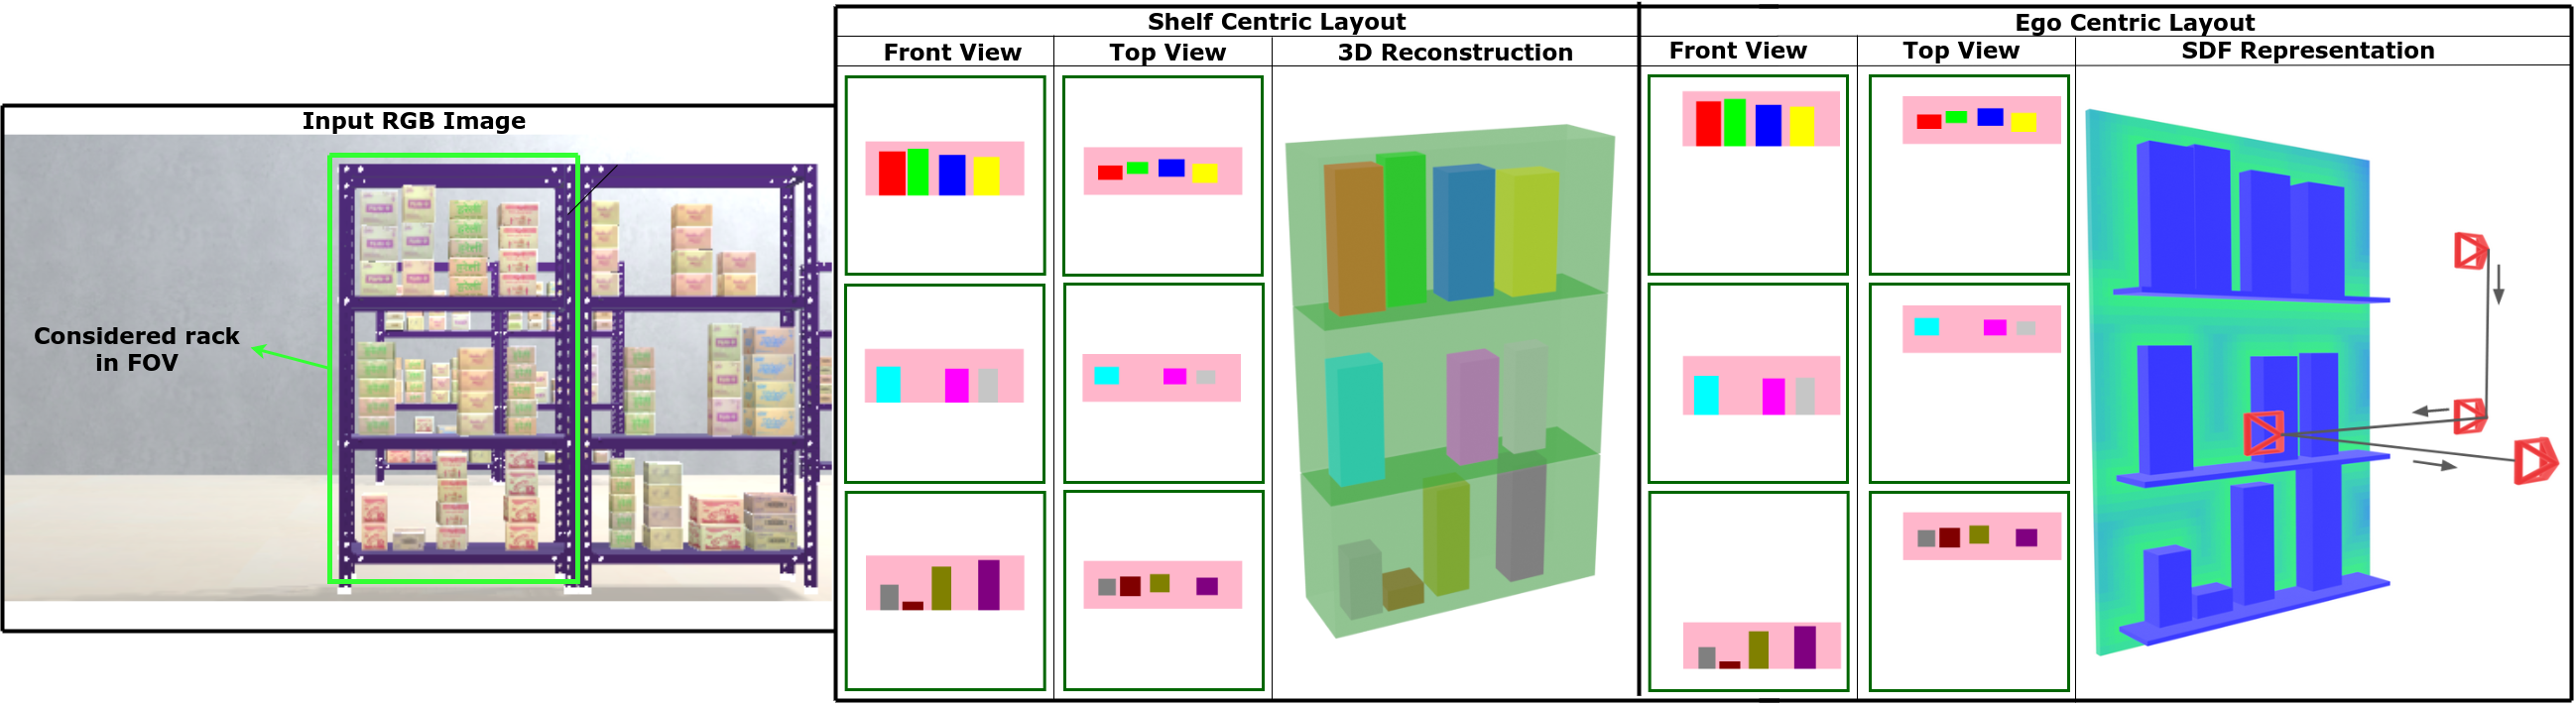 Input RGB Image
Considered rack
in FOV
Shelf Centric Layout
Ego Centric Layout
Front View
Top View
3D Reconstruction
Front View
Top View
SDF Representation